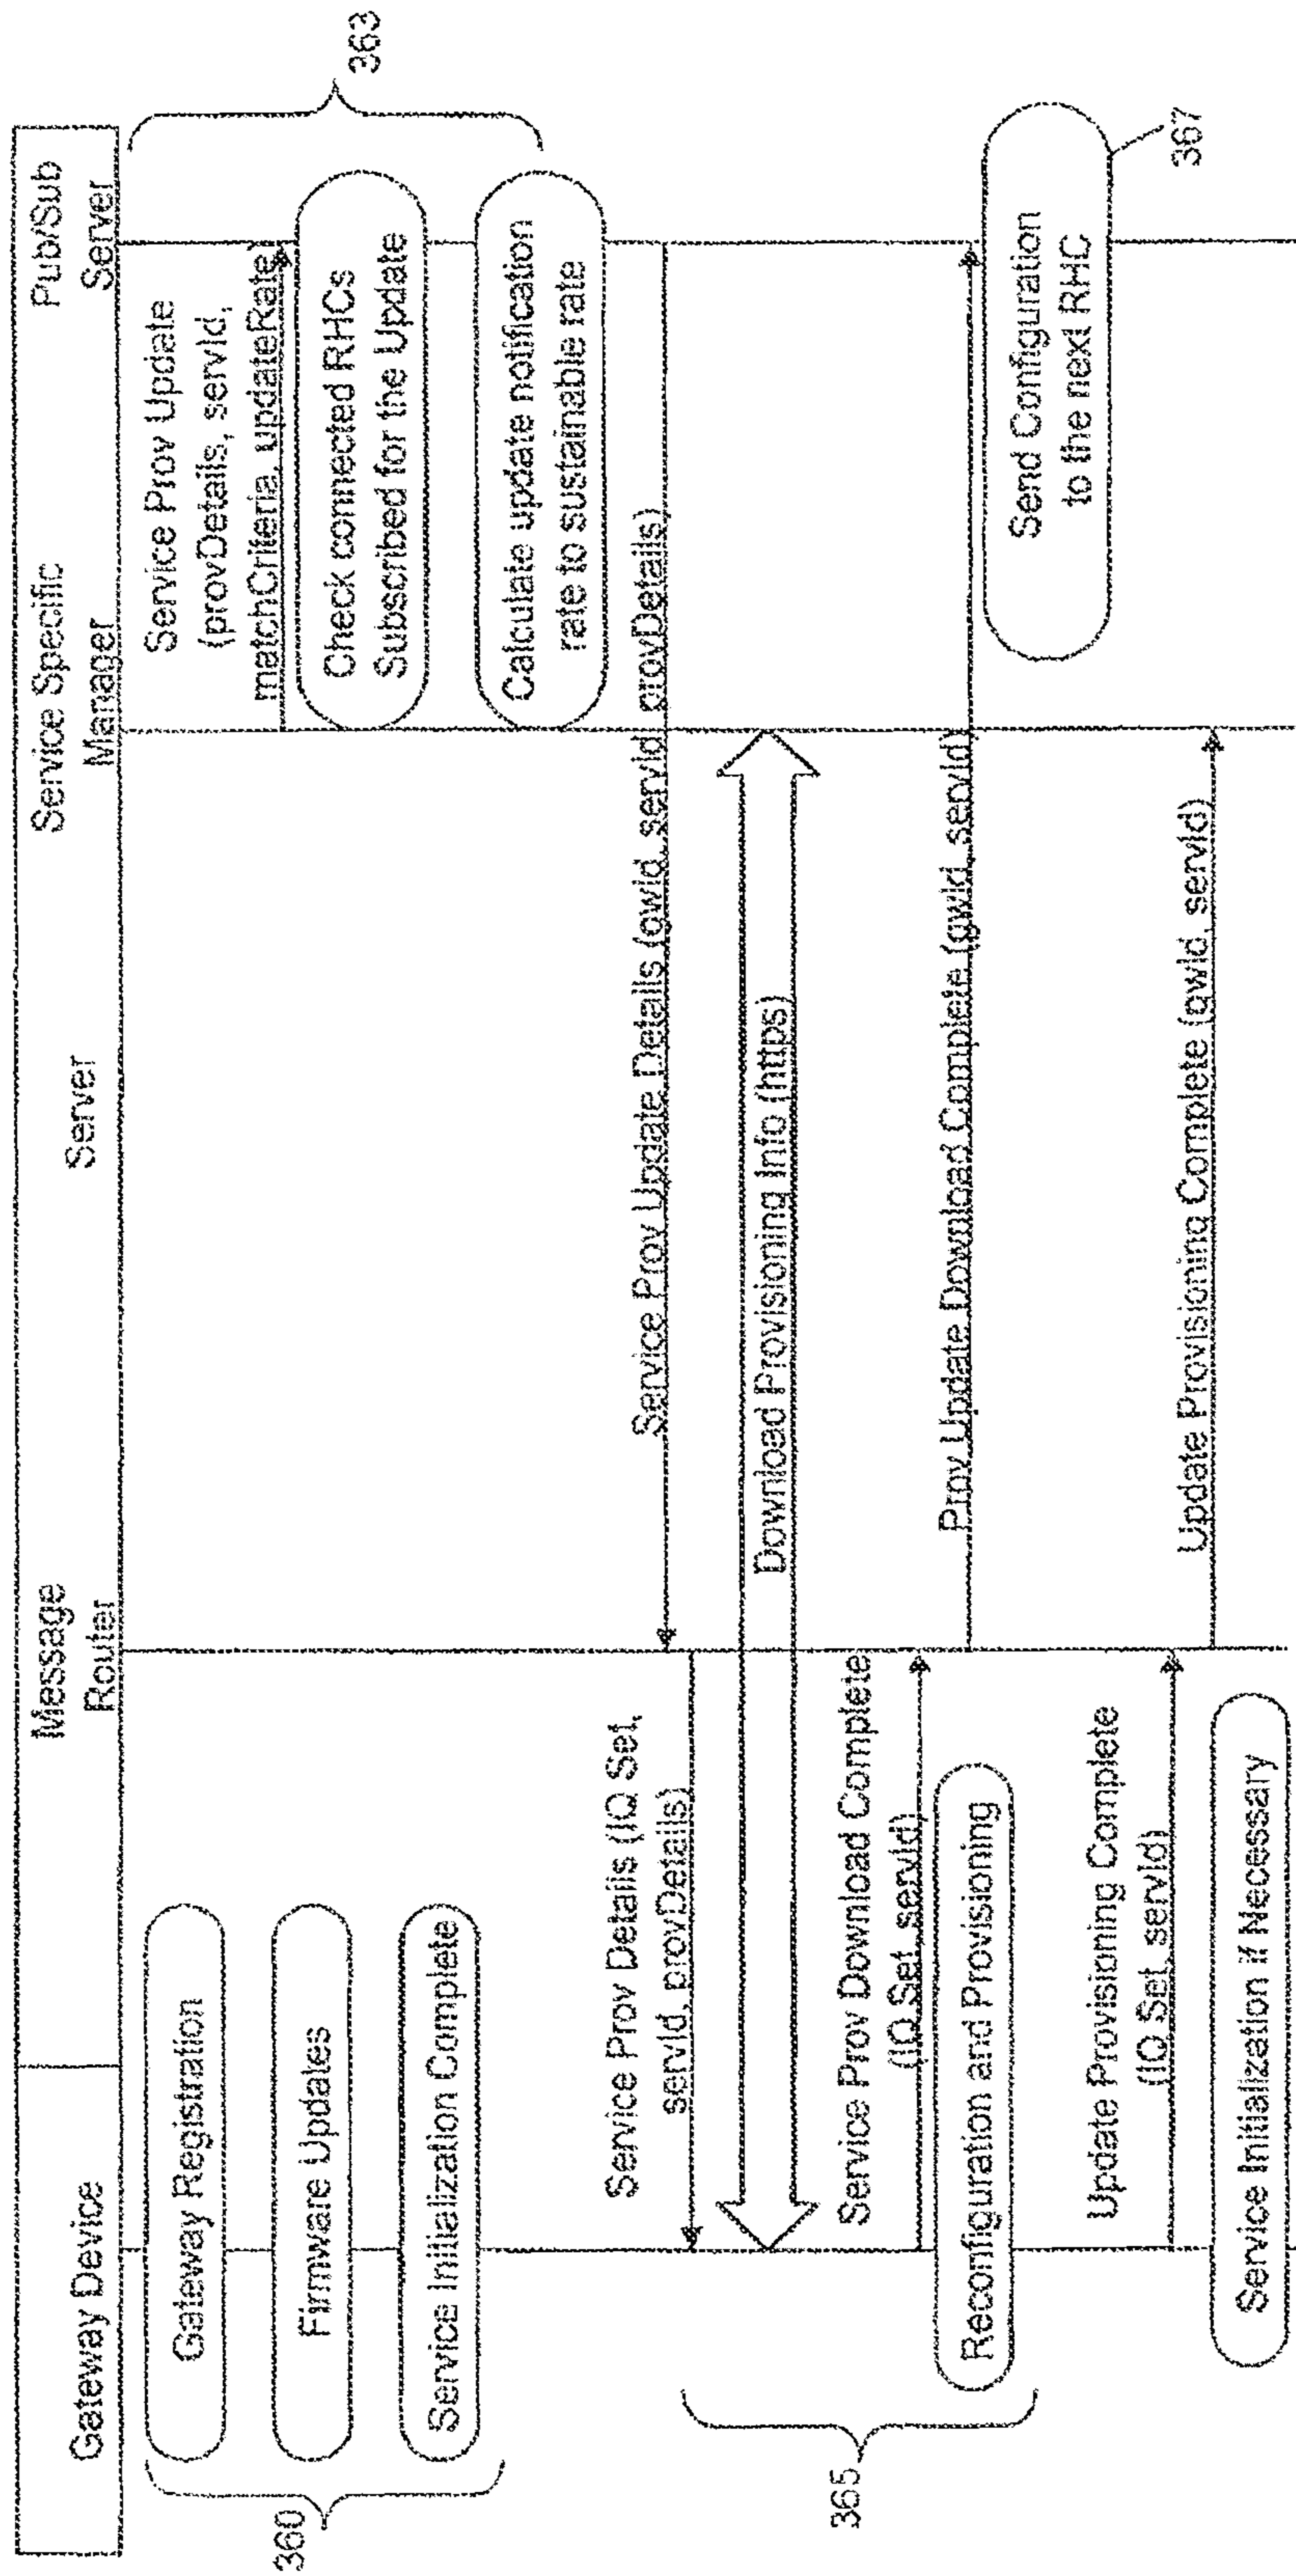 Gateway Device
Server
Message
Router
Service Specific
Manager
Pub/Sub
Server
Gateway Registration
Firmware Updates
Service Initialization Complete
360
Service Prov Update
(provDetails, servId,
matchCriteria, updateRate
Check connected RHCs
Subscribed for the Update
Calculate update notification
rate to sustainable rate
363
Service Prov Update Details (gwId, servId, provDetails)
Service Prov Details (IQ Set,
servId, provDetails)
Download Provisioning Info (https)
Service Prov Download Complete
(IQ Set, servId)
Prov Update Download Complete (gwId, servId)
Reconfiguration and Provisioning
365
Send Configuration
to the next RHC
367
Update Provisioning Complete
(IQ Set, servId)
Update Provisioning Complete (gwId, servId)
Service Initialization if Necessary